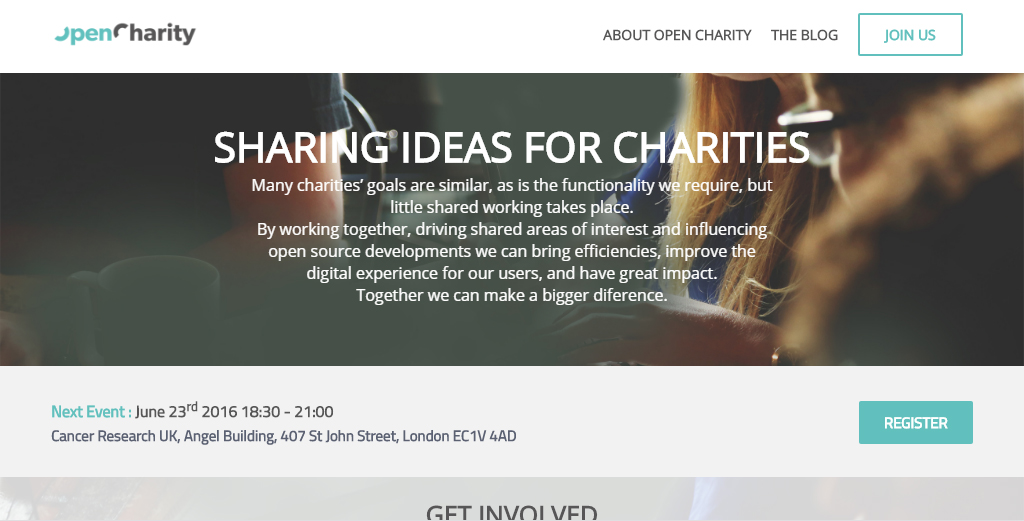 OpenCharity
ABOUT OPEN CHARITY
THE BLOG
JOIN US
SHARING IDEAS FOR CHARITIES
Many charities’ goals are similar, as is the functionality we require, but
little shared working takes place.
By working together, driving shared areas of interest and influencing
open source developments we can bring efficiencies, improve the
digital experience for our users, and have great impact.
Together we can make a bigger diference.
Next Event : June 23rd 2016 18:30 - 21:00
Cancer Research UK, Angel Building, 407 St John Street, London EC1V 4AD
REGISTER
GET INVOLVED